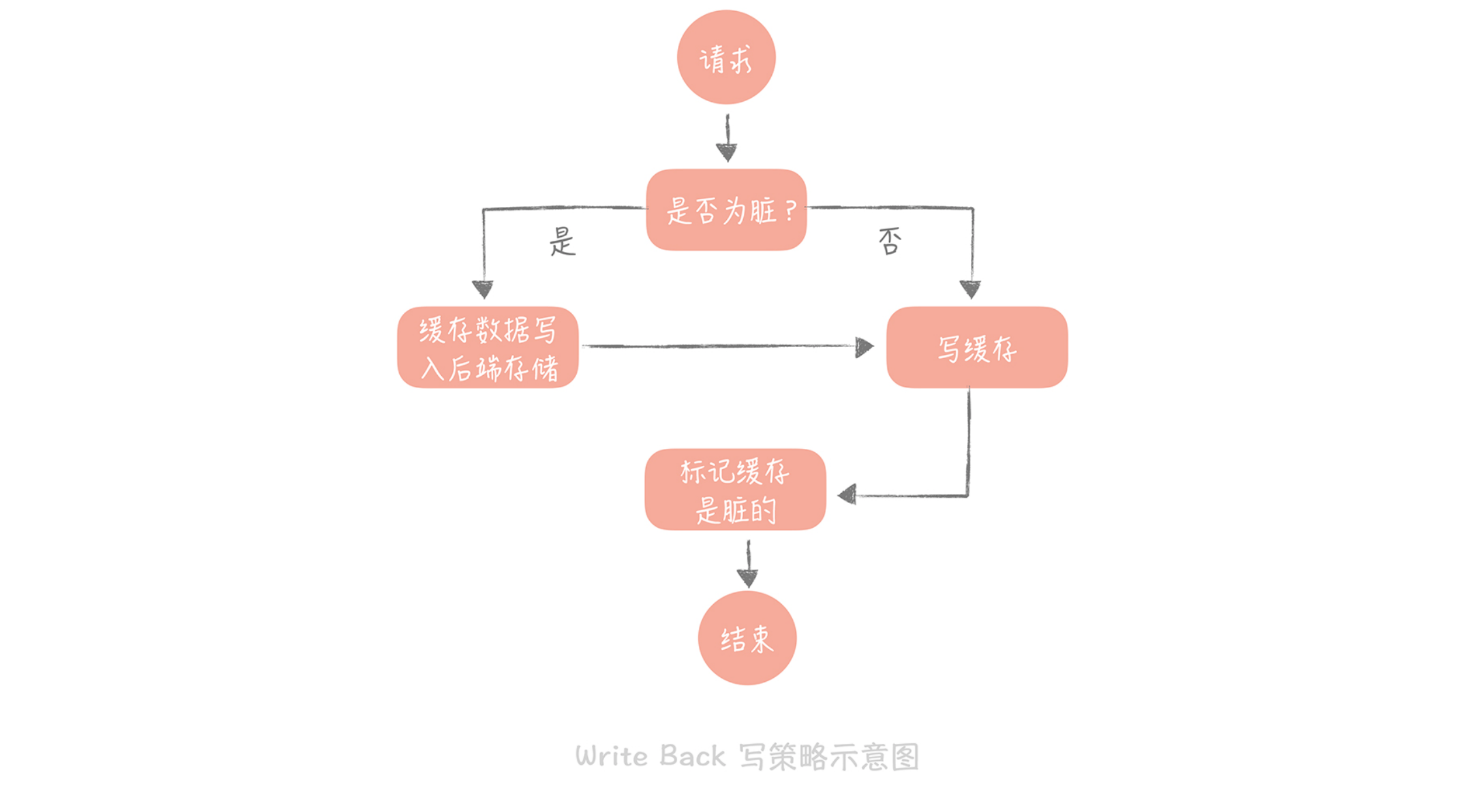 请求
是否为脏？
是
否
缓存数据写
入后端存储
写缓存
标记缓存
是脏的
结束
Write Back 写策略示意图